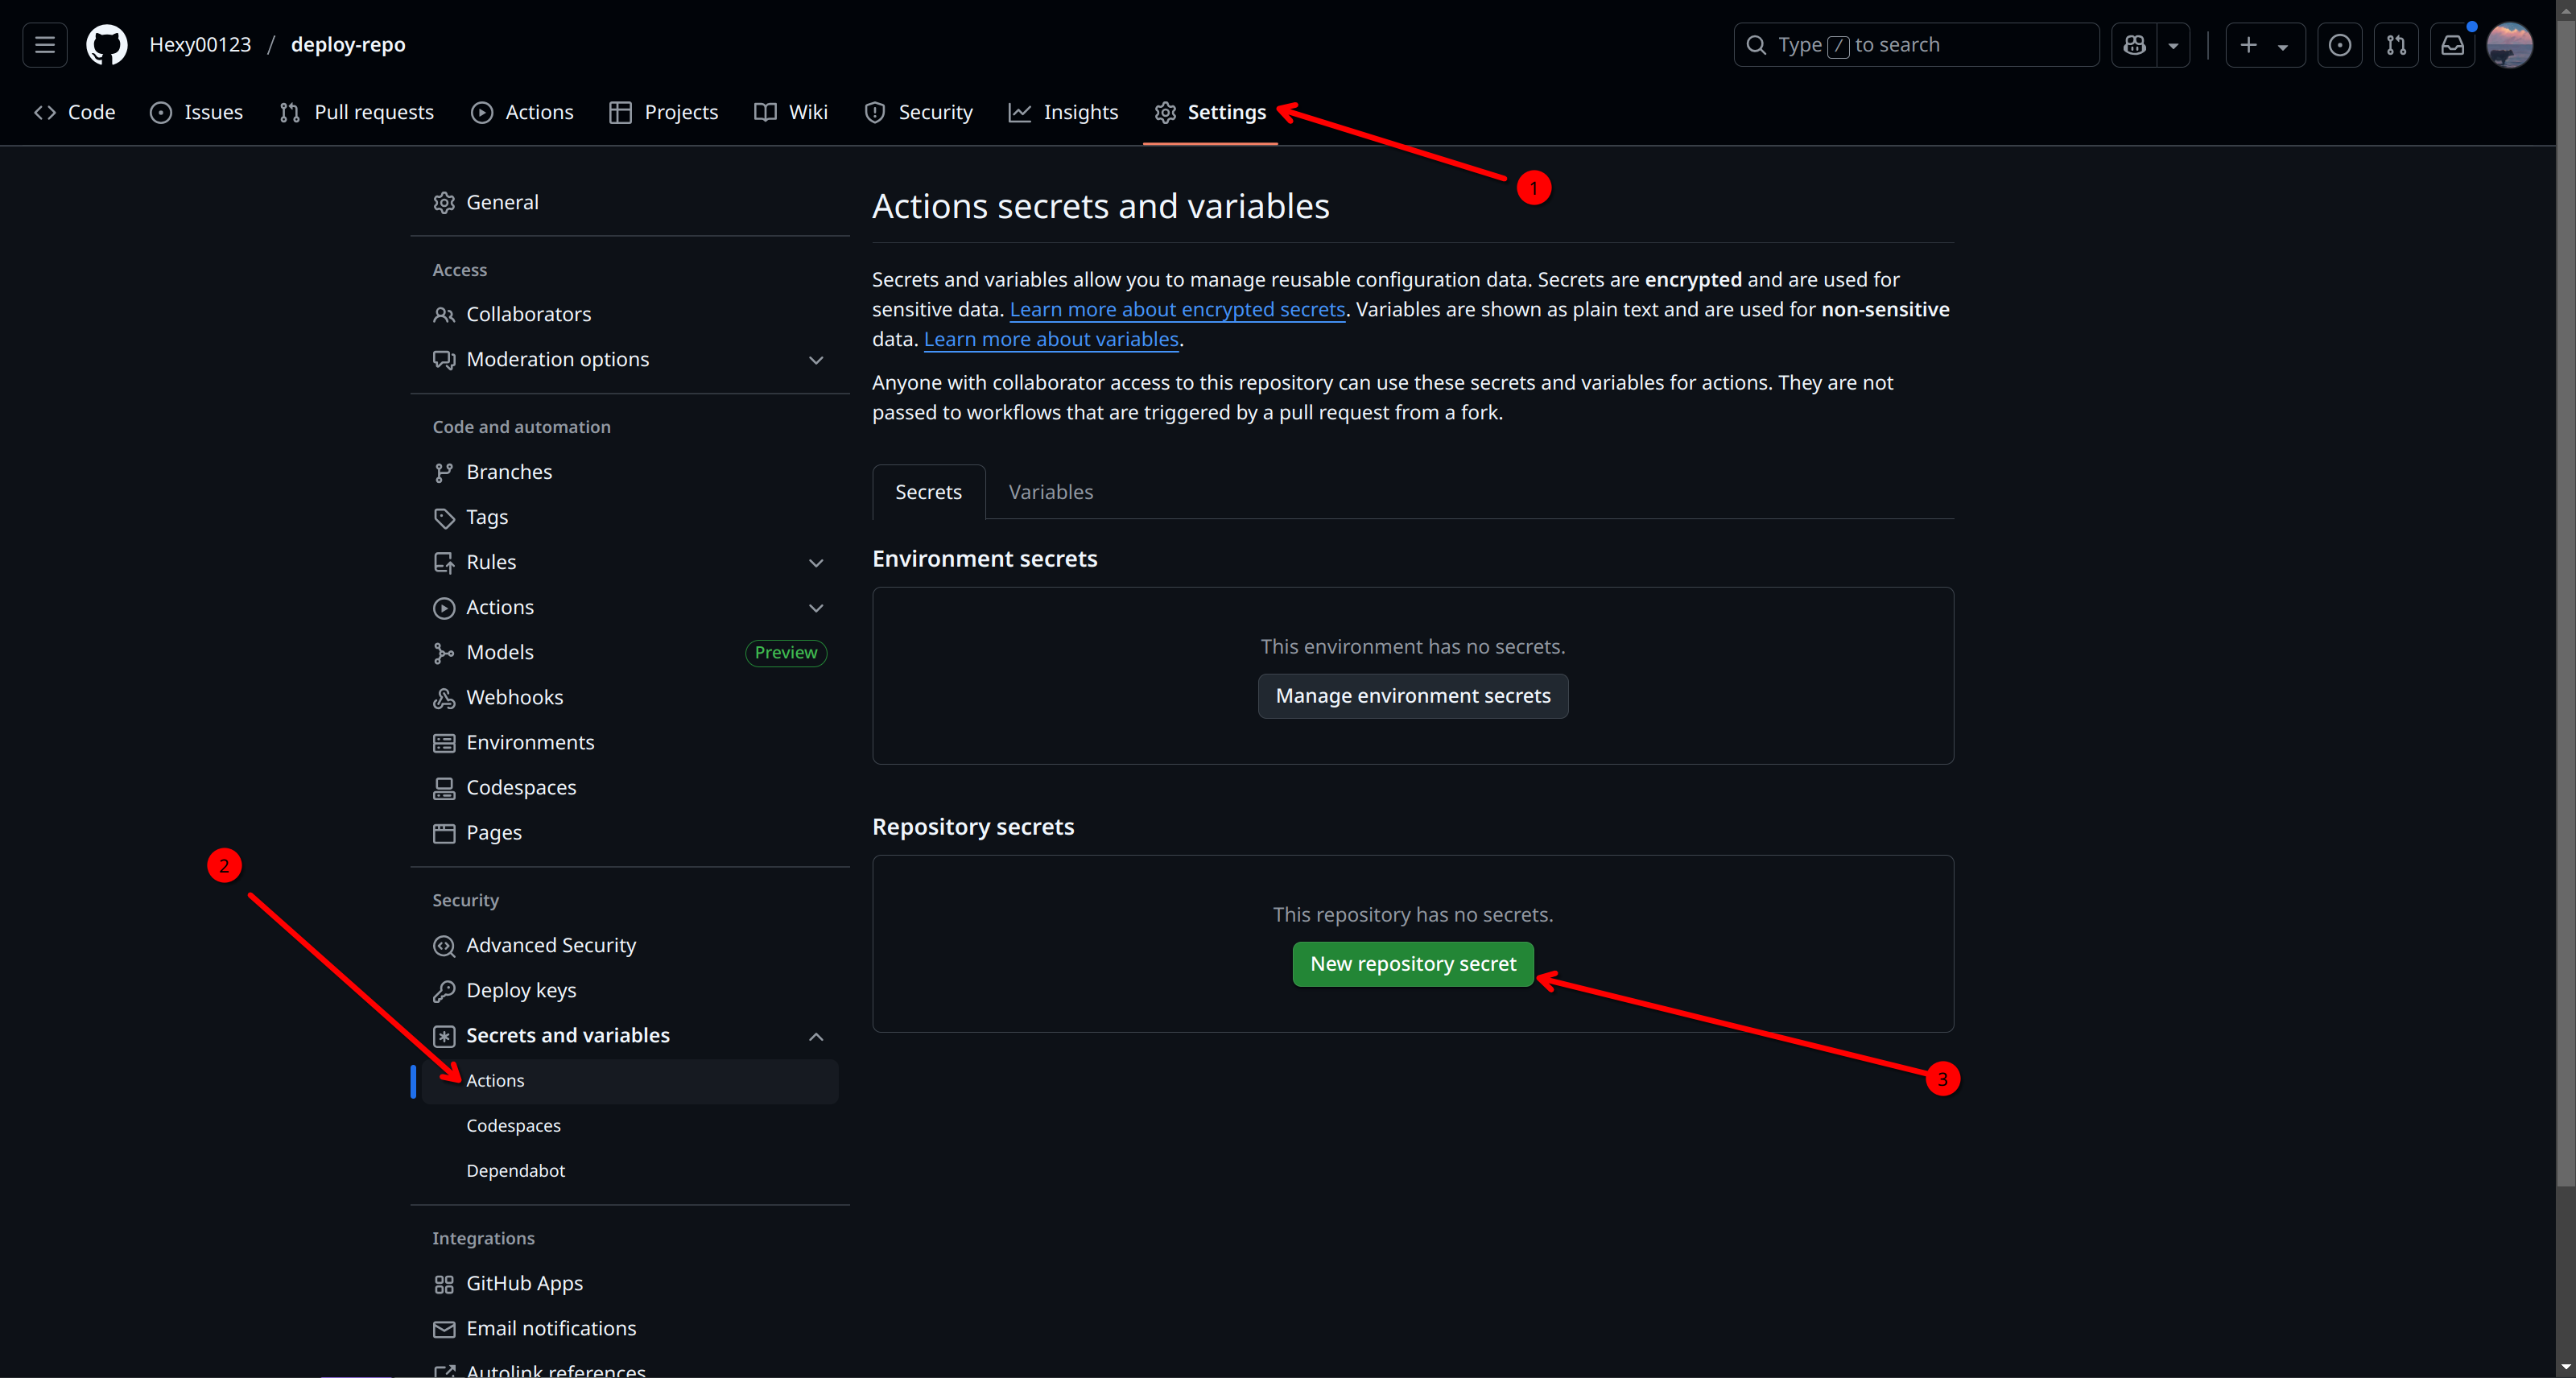 Hexy00123 / deploy-repo
Type / to search
Code Issues Pull requests Actions Projects Wiki Security Insights Settings
1
General
Access
Collaborators
Moderation options
Code and automation
Branches
Tags
Rules
Actions
Models Preview
Webhooks
Environments
Codespaces
Pages
2
Security
Advanced Security
Deploy keys
Secrets and variables
Actions
Codespaces
Dependabot
Integrations
GitHub Apps
Email notifications
Autolink references
Actions secrets and variables
Secrets and variables allow you to manage reusable configuration data. Secrets are encrypted and are used for
sensitive data. Learn more about encrypted secrets. Variables are shown as plain text and are used for non-sensitive
data. Learn more about variables.
Anyone with collaborator access to this repository can use these secrets and variables for actions. They are not
passed to workflows that are triggered by a pull request from a fork.
Secrets Variables
Environment secrets
This environment has no secrets.
Manage environment secrets
Repository secrets
This repository has no secrets.
New repository secret
3